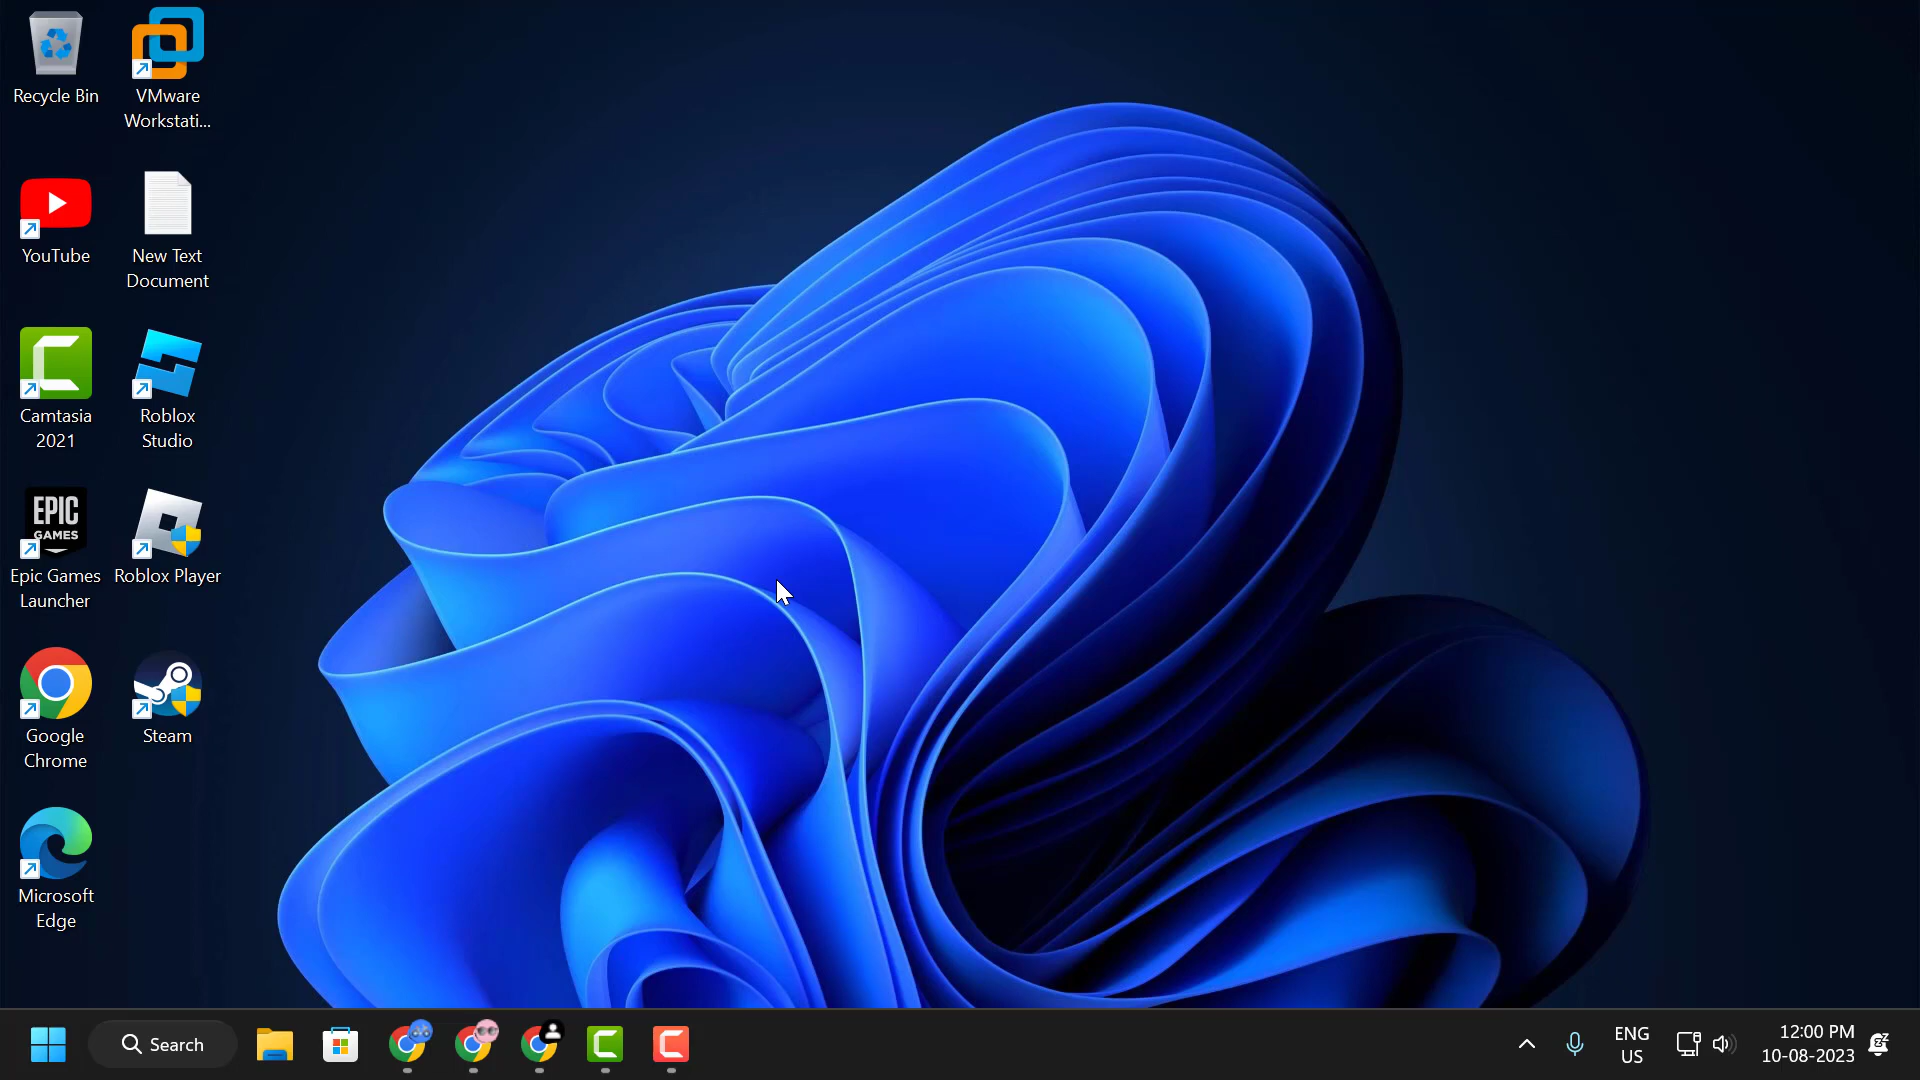 Recycle Bin
VMware
Workstati...
YouTube
New Text
Document
Camtasia
2021
Roblox
Studio
EPIC
GAMES
Epic Games
Launcher
Roblox Player
Google
Chrome
Steam
Microsoft
Edge
Search
ENG
US
12:00 PM
10-08-2023